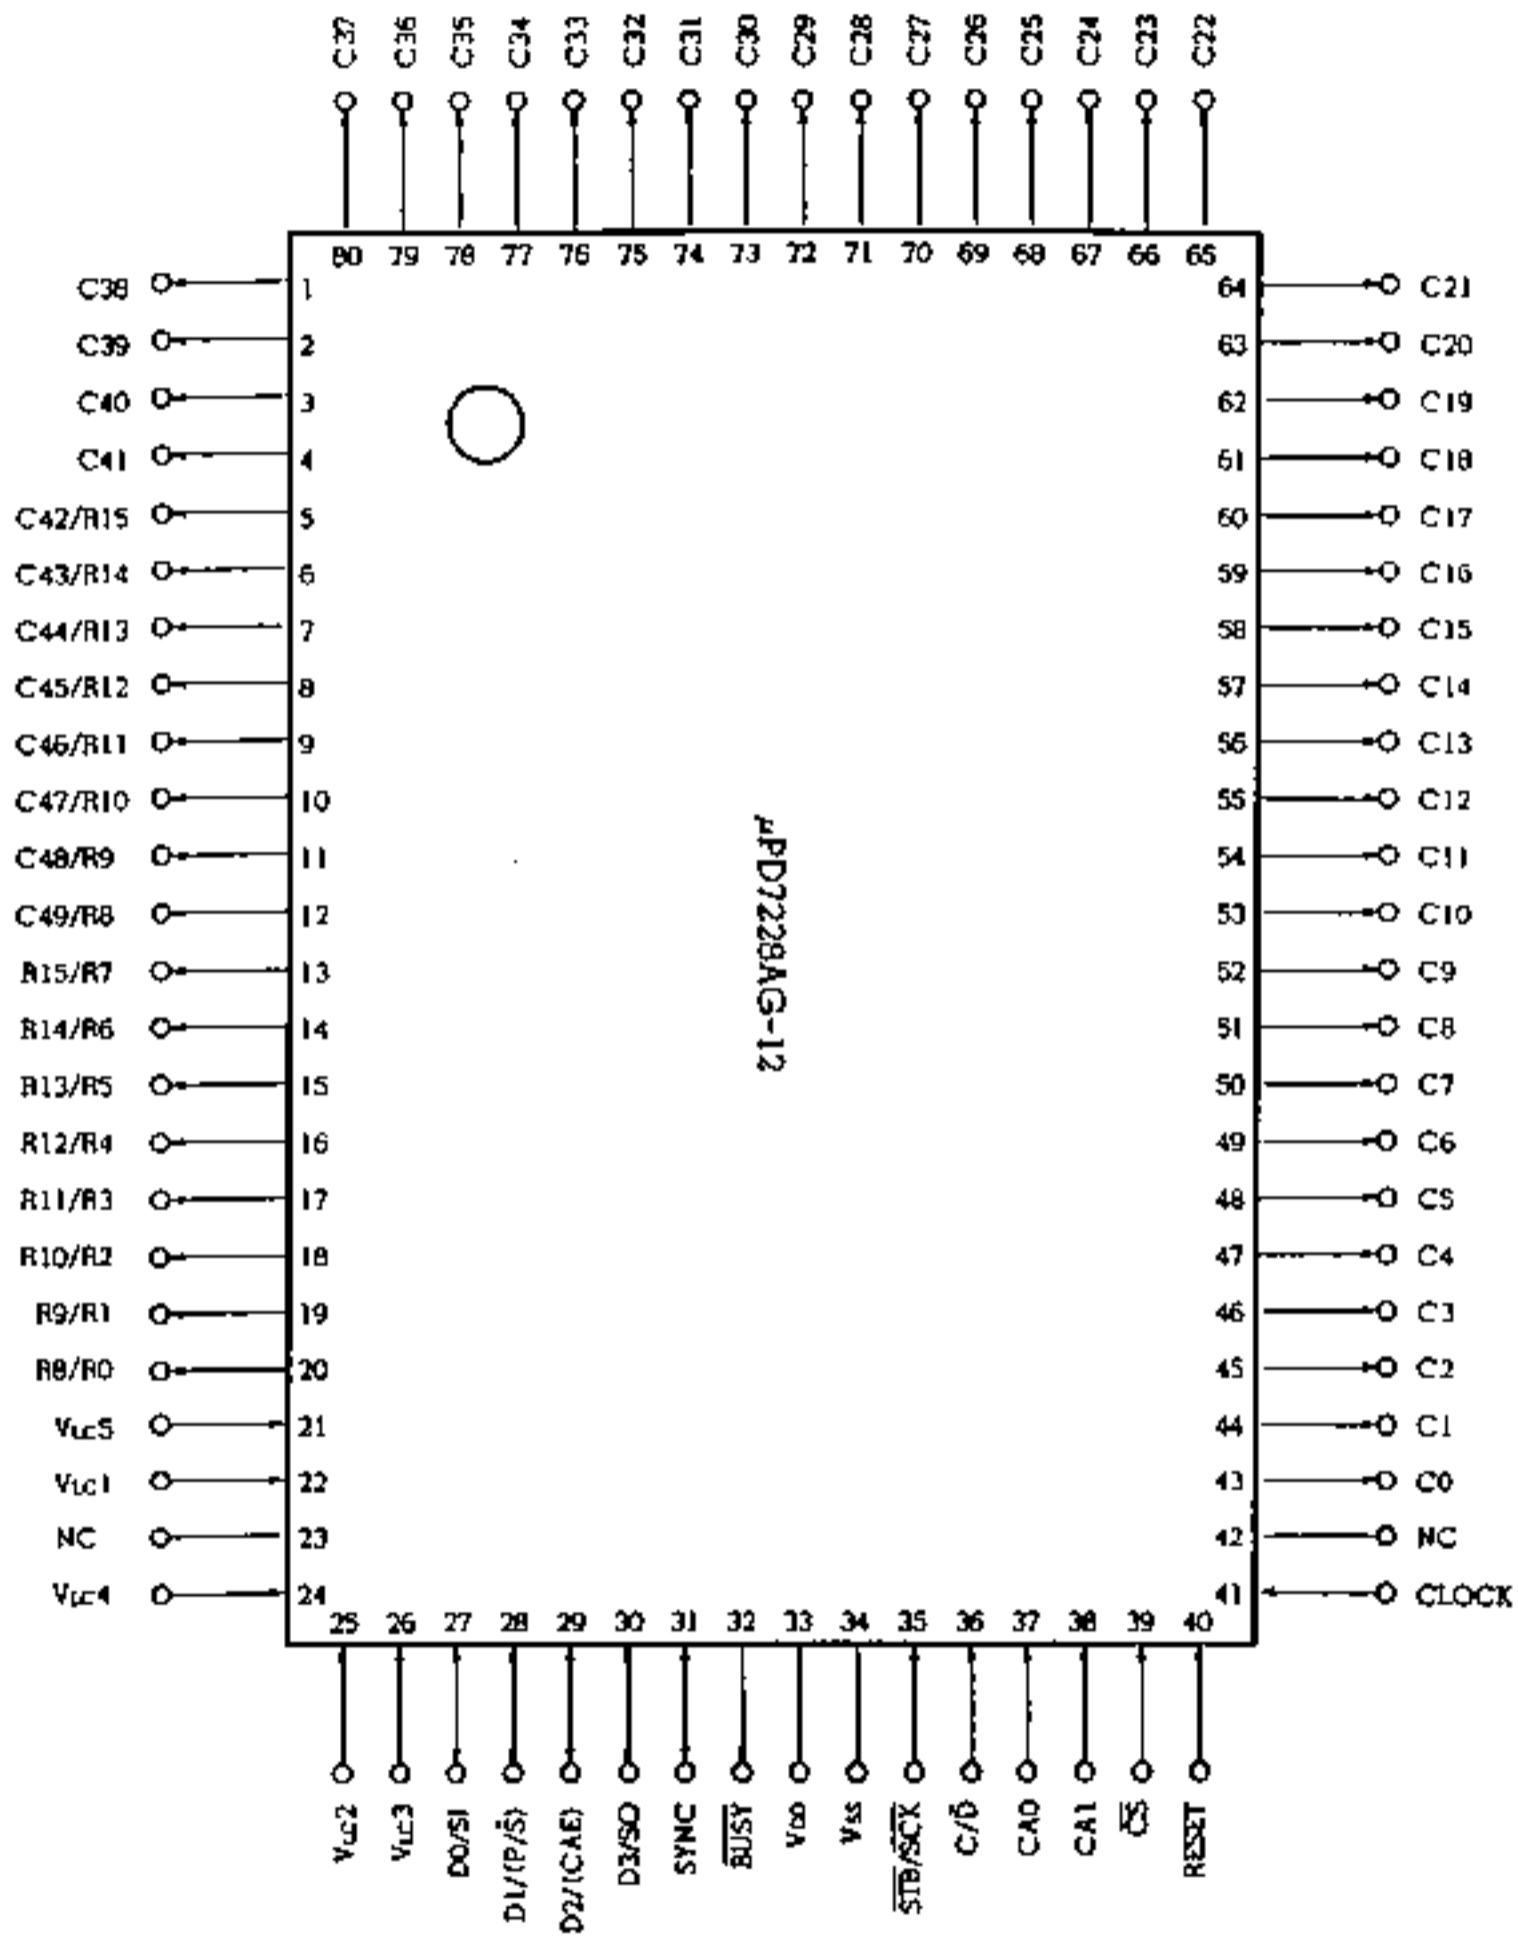 C37 C36 C35 C34 C33 C32 C31 C30 C29 C28 C27 C26 C25 C24 C23 C22
80 79 78 77 76 75 74 73 72 71 70 69 68 67 66 65
C38 1 64 C21
C39 2 63 C20
C40 3 62 C19
C41 4 61 C18
C42/R15 5 60 C17
C43/R14 6 59 C16
C44/R13 7 58 C15
C45/R12 8 57 C14
C46/R11 9 56 C13
C47/R10 10 55 C12
C48/R9 11 54 C11
C49/R8 12 53 C10
R15/R7 13 52 C9
R14/R6 14 51 C8
R13/R5 15 50 C7
R12/R4 16 49 C6
R11/R3 17 48 C5
R10/R2 18 47 C4
R9/R1 19 46 C3
R8/R0 20 45 C2
VLC5 21 44 C1
VLC1 22 43 C0
NC 23 42 NC
VLC4 24 41 CLOCK
μPD7228AG-12
25 26 27 28 29 30 31 32 33 34 35 36 37 38 39 40
VLC2 VLC3 D0/SI D1/(P/S̅) D2/(CAE) D3/SO SYNC B̅U̅S̅Y̅ VDD VSS S̅T̅B̅/S̅C̅K̅ C/D̅ CA0 CA1 C̅S̅ RESET